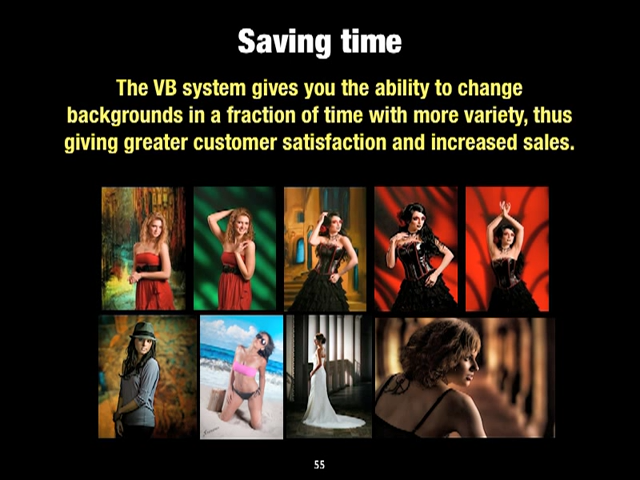 Saving time
The VB system gives you the ability to change
backgrounds in a fraction of time with more variety, thus
giving greater customer satisfaction and increased sales.
55